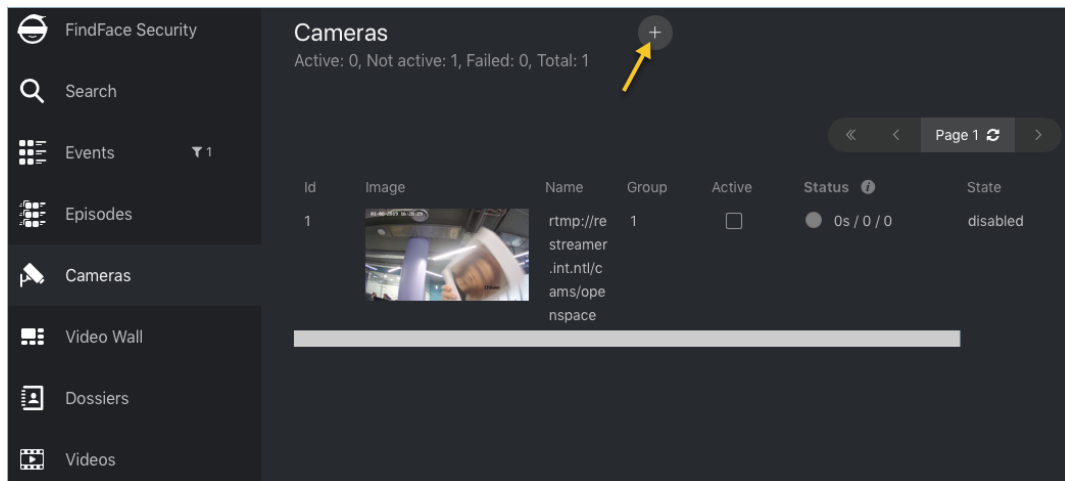 FindFace Security
Search
Events 1
Episodes
Cameras
Video Wall
Dossiers
Videos
Cameras
+
Active: 0, Not active: 1, Failed: 0, Total: 1
« < Page 1 >
Id Image Name Group Active Status i State
1 rtmp://re 1 0s / 0 / 0 disabled
streamer
.int.ntl/c
ams/ope
nspace